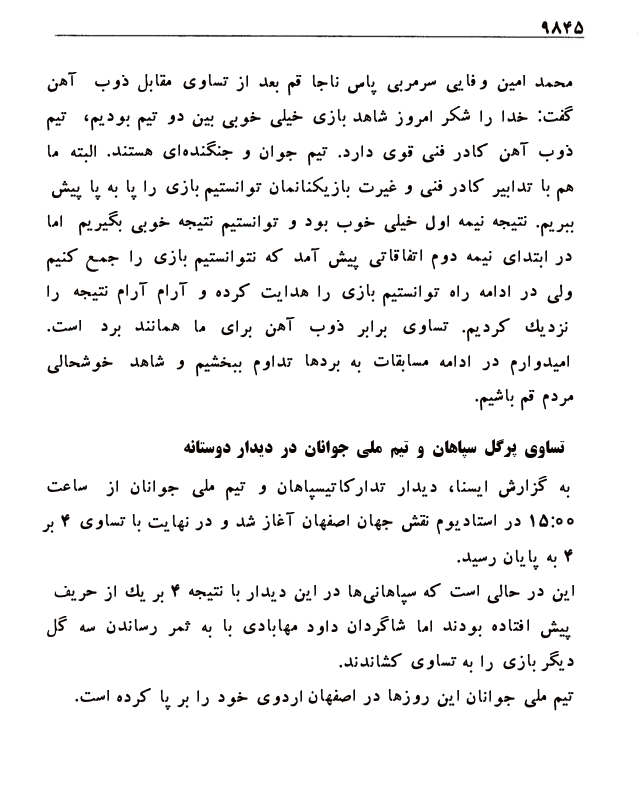 ۹۸۴۵
محمد امین وفایی سرمربی پاس ناجا قم بعد از تساوی مقابل ذوب آهن
گفت: خدا را شکر امروز شاهد بازی خیلی خوبی بین دو تیم بودیم، تیم
ذوب آهن کادر فنی قوی دارد. تیم جوان و جنگنده‌ای هستند. البته ما
هم با تدابیر کادر فنی و غیرت بازیکنانمان توانستیم بازی را پا به پا پیش
ببریم. نتیجه نیمه اول خیلی خوب بود و توانستیم نتیجه خوبی بگیریم اما
در ابتدای نیمه دوم اتفاقاتی پیش آمد که نتوانستیم بازی را جمع کنیم
ولی در ادامه راه توانستیم بازی را هدایت کرده و آرام آرام نتیجه را
نزدیك کردیم. تساوی برابر ذوب آهن برای ما همانند برد است.
امیدوارم در ادامه مسابقات به بردها تداوم ببخشیم و شاهد خوشحالی
مردم قم باشیم.
تساوی پرگل سپاهان و تیم ملی جوانان در دیدار دوستانه
به گزارش ایسنا، دیدار تدارکاتیسپاهان و تیم ملی جوانان از ساعت
۱۵:۰۰ در استادیوم نقش جهان اصفهان آغاز شد و در نهایت با تساوی ۴ بر
۴ به پایان رسید.
این در حالی است که سپاهانی‌ها در این دیدار با نتیجه ۴ بر یك از حریف
پیش افتاده بودند اما شاگردان داود مهابادی با به ثمر رساندن سه گل
دیگر بازی را به تساوی کشاندند.
تیم ملی جوانان این روزها در اصفهان اردوی خود را بر پا کرده است.